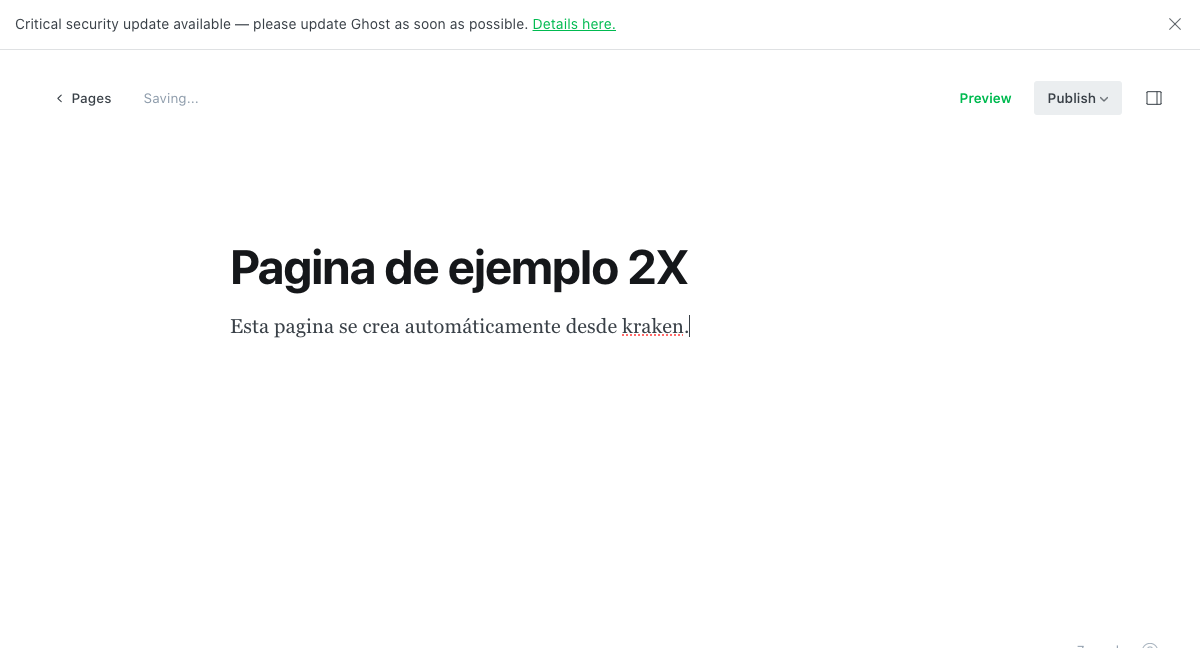 Critical security update available — please update Ghost as soon as possible. Details here.
Pages Saving... Preview Publish
Pagina de ejemplo 2X
Esta pagina se crea automáticamente desde kraken.